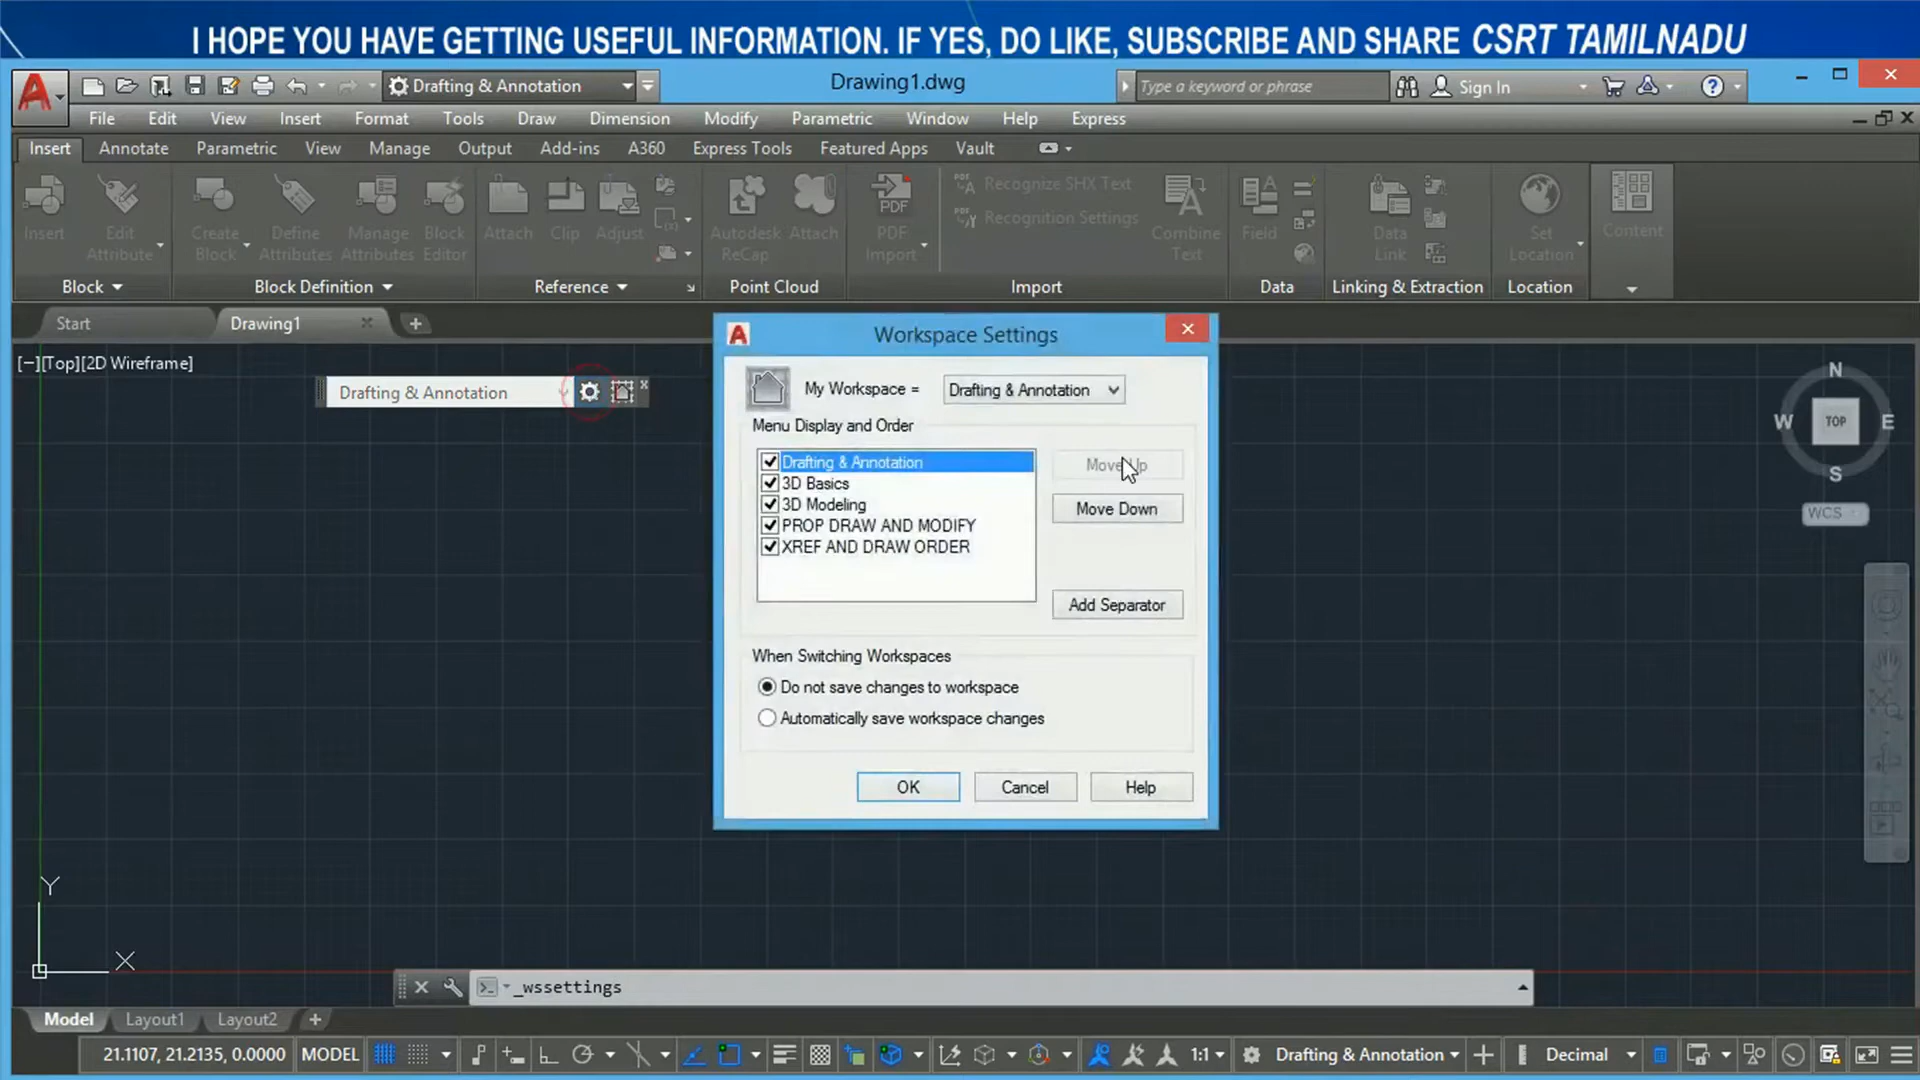 I HOPE YOU HAVE GETTING USEFUL INFORMATION. IF YES, DO LIKE, SUBSCRIBE AND SHARE CSRT TAMILNADU
Drafting & Annotation
Drawing1.dwg
Type a keyword or phrase
Sign In
File Edit View Insert Format Tools Draw Dimension Modify Parametric Window Help Express
Insert Annotate Parametric View Manage Output Add-ins A360 Express Tools Featured Apps Vault
Insert
Edit Attribute
Create Block
Define Attributes
Manage Attributes
Block Editor
Attach
Clip
Adjust
Autodesk ReCap
Attach
PDF Import
Recognize SHX Text
Recognition Settings
Combine Text
Field
Data Link
Set Location
Content
Block
Block Definition
Reference
Point Cloud
Import
Data
Linking & Extraction
Location
Start
Drawing1
[−][Top][2D Wireframe]
Drafting & Annotation
Workspace Settings
My Workspace =
Drafting & Annotation
Menu Display and Order
Drafting & Annotation
3D Basics
3D Modeling
PROP DRAW AND MODIFY
XREF AND DRAW ORDER
Move Up
Move Down
Add Separator
When Switching Workspaces
Do not save changes to workspace
Automatically save workspace changes
OK
Cancel
Help
N
W
TOP
E
S
WCS
Y
X
_wssettings
Model
Layout1
Layout2
21.1107, 21.2135, 0.0000
MODEL
1:1
Drafting & Annotation
Decimal